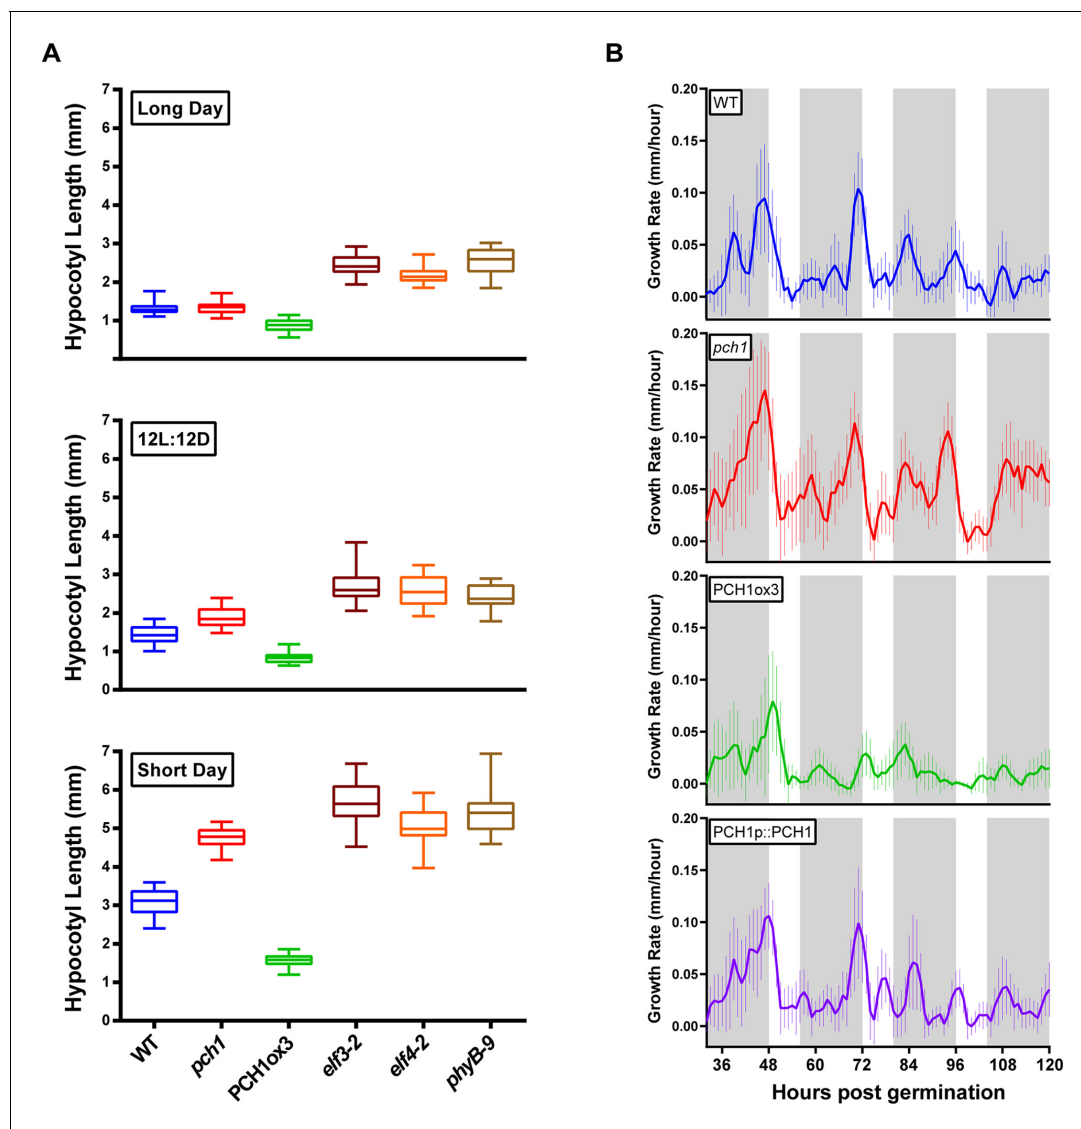 A
Long Day
Hypocotyl Length (mm)
7
6
5
4
3
2
1
12L:12D
Hypocotyl Length (mm)
7
6
5
4
3
2
1
0
Short Day
Hypocotyl Length (mm)
7
6
5
4
3
2
1
0
WT
pch1
PCH1ox3
elf3-2
elf4-2
phyB-9
B
WT
Growth Rate (mm/hour)
0.20
0.15
0.10
0.05
0.00
pch1
Growth Rate (mm/hour)
0.20
0.15
0.10
0.05
0.00
PCH1ox3
Growth Rate (mm/hour)
0.20
0.15
0.10
0.05
0.00
PCH1p::PCH1
Growth Rate (mm/hour)
0.20
0.15
0.10
0.05
0.00
36 48 60 72 84 96 108 120
Hours post germination